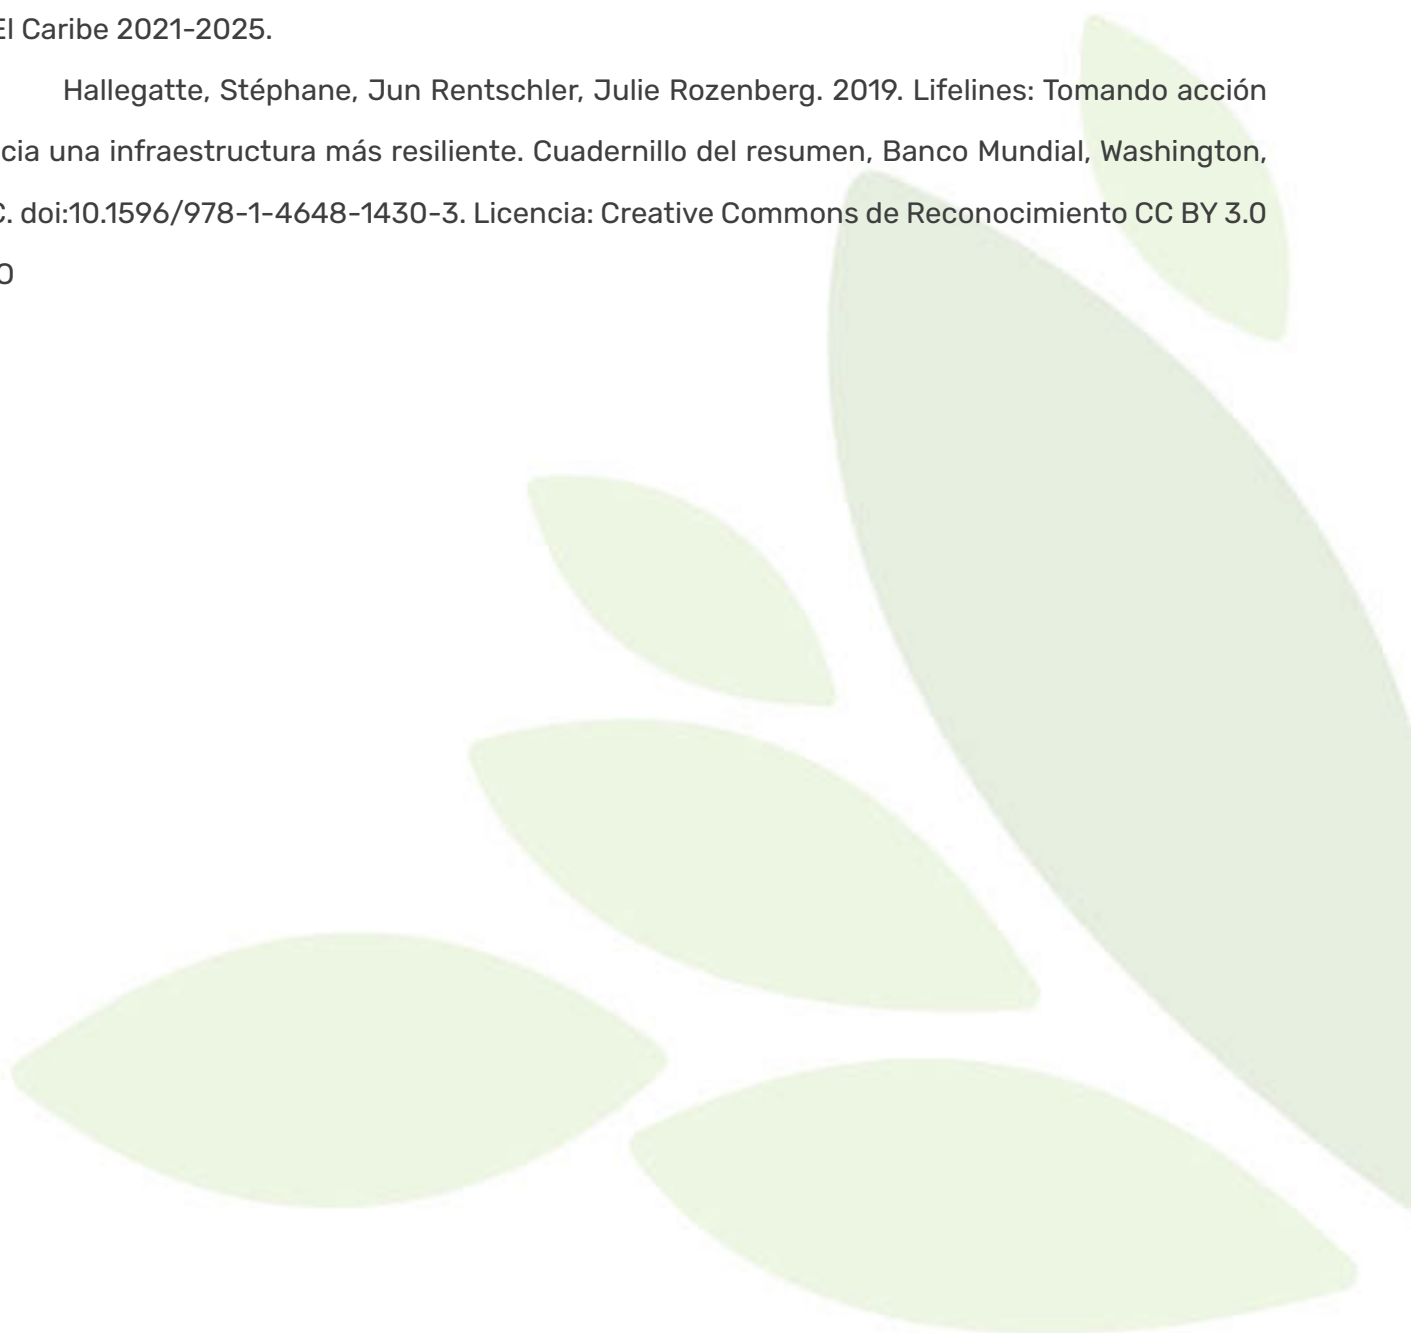 El Caribe 2021-2025.
Hallegatte, Stéphane, Jun Rentschler, Julie Rozenberg. 2019. Lifelines: Tomando acción
cia una infraestructura más resiliente. Cuadernillo del resumen, Banco Mundial, Washington,
C. doi:10.1596/978-1-4648-1430-3. Licencia: Creative Commons de Reconocimiento CC BY 3.0
O